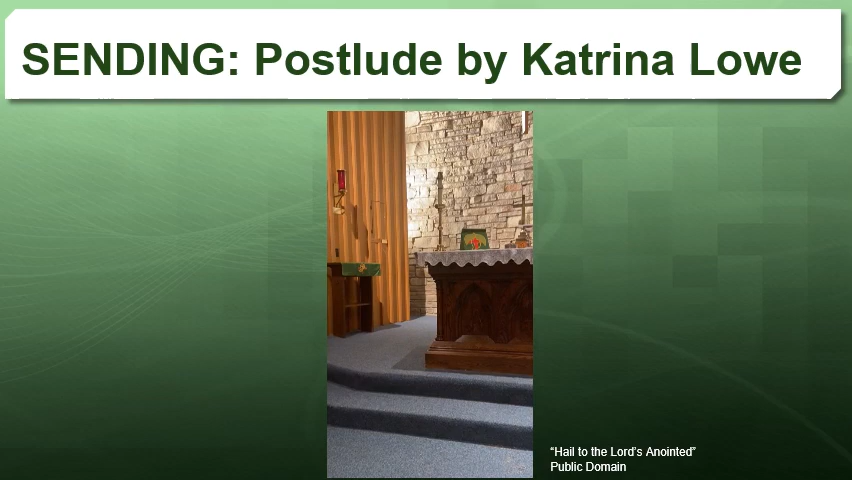 SENDING: Postlude by Katrina Lowe
“Hail to the Lord’s Anointed”
Public Domain